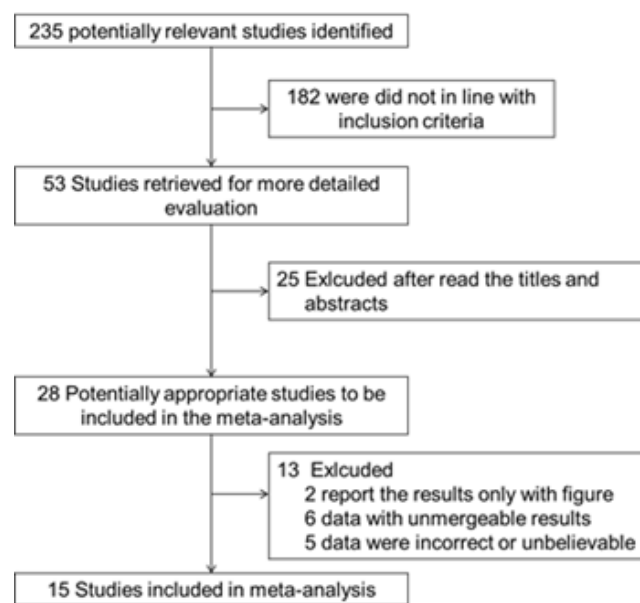 235 potentially relevant studies identified
182 were did not in line with
inclusion criteria
53 Studies retrieved for more detailed
evaluation
25 Exlcuded after read the titles and
abstracts
28 Potentially appropriate studies to be
included in the meta-analysis
13 Exlcuded
2 report the results only with figure
6 data with unmergeable results
5 data were incorrect or unbelievable
15 Studies included in meta-analysis